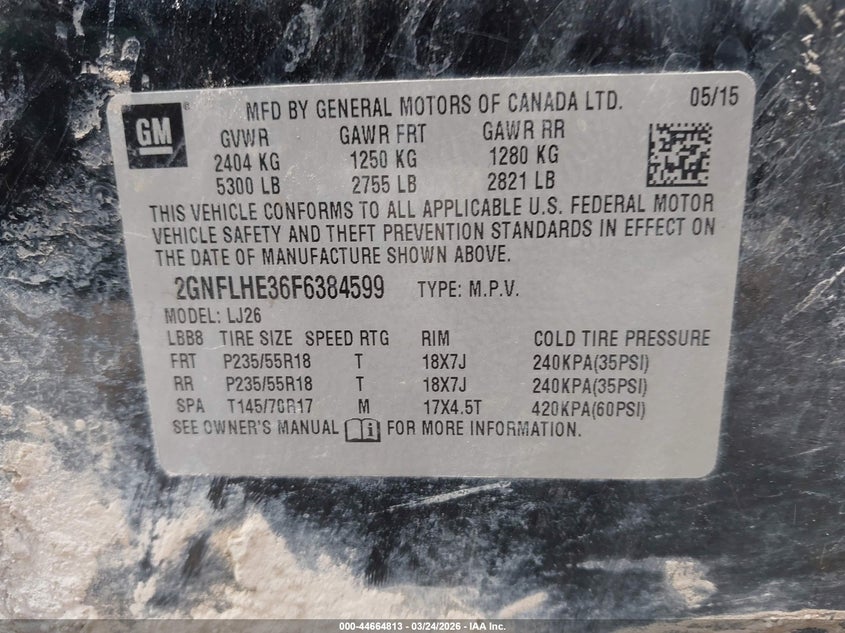 GM ® MFD BY GENERAL MOTORS OF CANADA LTD. 05/15
GVWR GAWR FRT GAWR RR
2404 KG 1250 KG 1280 KG
5300 LB 2755 LB 2821 LB
THIS VEHICLE CONFORMS TO ALL APPLICABLE U.S. FEDERAL MOTOR
VEHICLE SAFETY AND THEFT PREVENTION STANDARDS IN EFFECT ON
THE DATE OF MANUFACTURE SHOWN ABOVE.
2GNFLHE36F6384599 TYPE: M.P.V.
MODEL: LJ26
LBB8 TIRE SIZE SPEED RTG RIM COLD TIRE PRESSURE
FRT P235/55R18 T 18X7J 240KPA(35PSI)
RR P235/55R18 T 18X7J 240KPA(35PSI)
SPA T145/70R17 M 17X4.5T 420KPA(60PSI)
SEE OWNER'S MANUAL i FOR MORE INFORMATION.
000-44664813 - 03/24/2026 - IAA Inc.